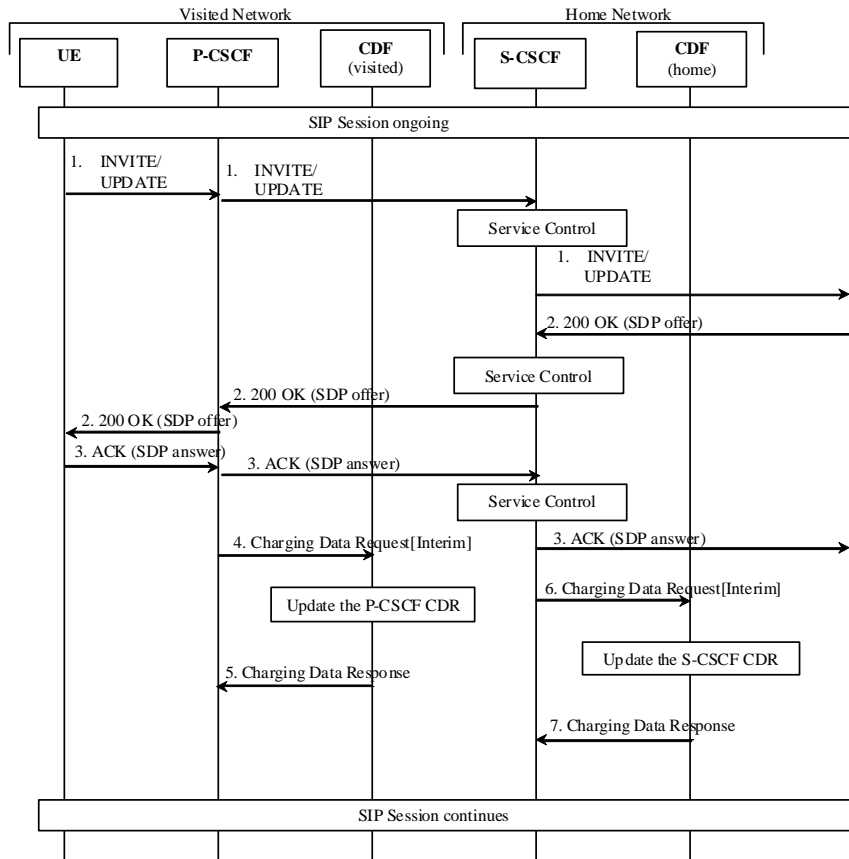 Visited Network
Home Network
UE
P-CSCF
CDF
(visited)
S-CSCF
CDF
(home)
SIP Session ongoing
1. INVITE/
UPDATE
1. INVITE/
UPDATE
Service Control
1. INVITE/
UPDATE
2. 200 OK (SDP offer)
Service Control
2. 200 OK (SDP offer)
2. 200 OK (SDP offer)
3. ACK (SDP answer)
3. ACK (SDP answer)
Service Control
4. Charging Data Request[Interim]
3. ACK (SDP answer)
6. Charging Data Request[Interim]
Update the P-CSCF CDR
Update the S-CSCF CDR
5. Charging Data Response
7. Charging Data Response
SIP Session continues